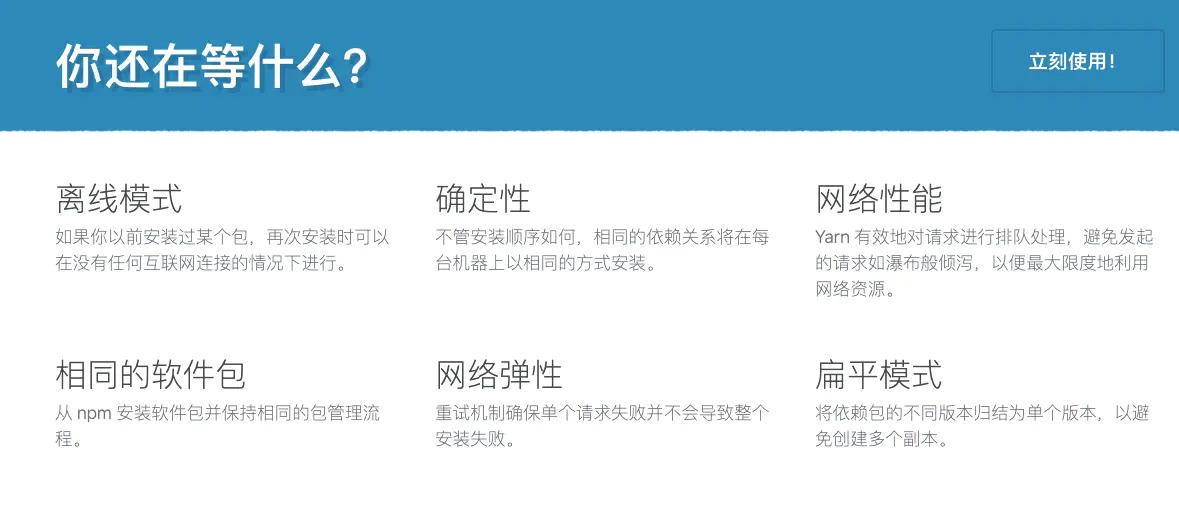 你还在等什么？
立刻使用！
离线模式
如果你以前安装过某个包，再次安装时可以
在没有任何互联网连接的情况下进行。
确定性
不管安装顺序如何，相同的依赖关系将在每
台机器上以相同的方式安装。
网络性能
Yarn 有效地对请求进行排队处理，避免发起
的请求如瀑布般倾泻，以便最大限度地利用
网络资源。
相同的软件包
从 npm 安装软件包并保持相同的包管理流
程。
网络弹性
重试机制确保单个请求失败并不会导致整个
安装失败。
扁平模式
将依赖包的不同版本归结为单个版本，以避
免创建多个副本。